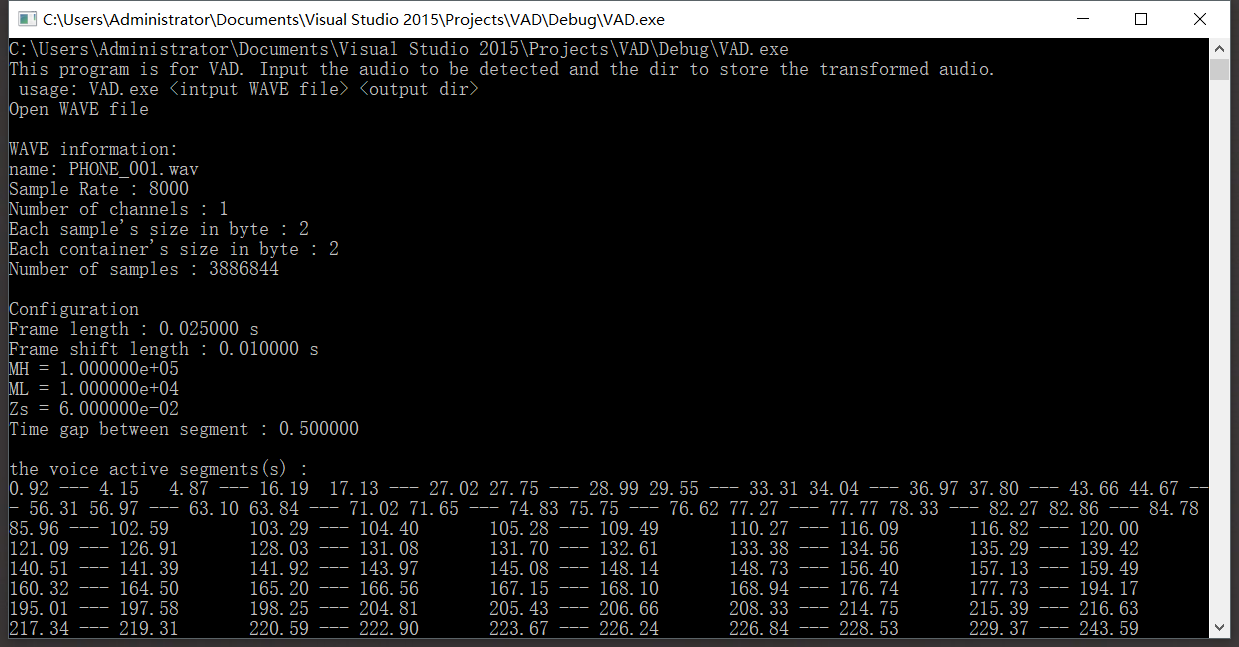 C:\Users\Administrator\Documents\Visual Studio 2015\Projects\VAD\Debug\VAD.exe
C:\Users\Administrator\Documents\Visual Studio 2015\Projects\VAD\Debug\VAD.exe
This program is for VAD. Input the audio to be detected and the dir to store the transformed audio.
 usage: VAD.exe <intput WAVE file> <output dir>
Open WAVE file
WAVE information:
name: PHONE_001.wav
Sample Rate : 8000
Number of channels : 1
Each sample's size in byte : 2
Each container's size in byte : 2
Number of samples : 3886844
Configuration
Frame length : 0.025000 s
Frame shift length : 0.010000 s
MH = 1.000000e+05
ML = 1.000000e+04
Zs = 6.000000e-02
Time gap between segment : 0.500000
the voice active segments(s) :
0.92 --- 4.15   4.87 --- 16.19  17.13 --- 27.02 27.75 --- 28.99 29.55 --- 33.31 34.04 --- 36.97 37.80 --- 43.66 44.67 --
- 56.31 56.97 --- 63.10 63.84 --- 71.02 71.65 --- 74.83 75.75 --- 76.62 77.27 --- 77.77 78.33 --- 82.27 82.86 --- 84.78
85.96 --- 102.59        103.29 --- 104.40       105.28 --- 109.49       110.27 --- 116.09       116.82 --- 120.00
121.09 --- 126.91       128.03 --- 131.08       131.70 --- 132.61       133.38 --- 134.56       135.29 --- 139.42
140.51 --- 141.39       141.92 --- 143.97       145.08 --- 148.14       148.73 --- 156.40       157.13 --- 159.49
160.32 --- 164.50       165.20 --- 166.56       167.15 --- 168.10       168.94 --- 176.74       177.73 --- 194.17
195.01 --- 197.58       198.25 --- 204.81       205.43 --- 206.66       208.33 --- 214.75       215.39 --- 216.63
217.34 --- 219.31       220.59 --- 222.90       223.67 --- 226.24       226.84 --- 228.53       229.37 --- 243.59